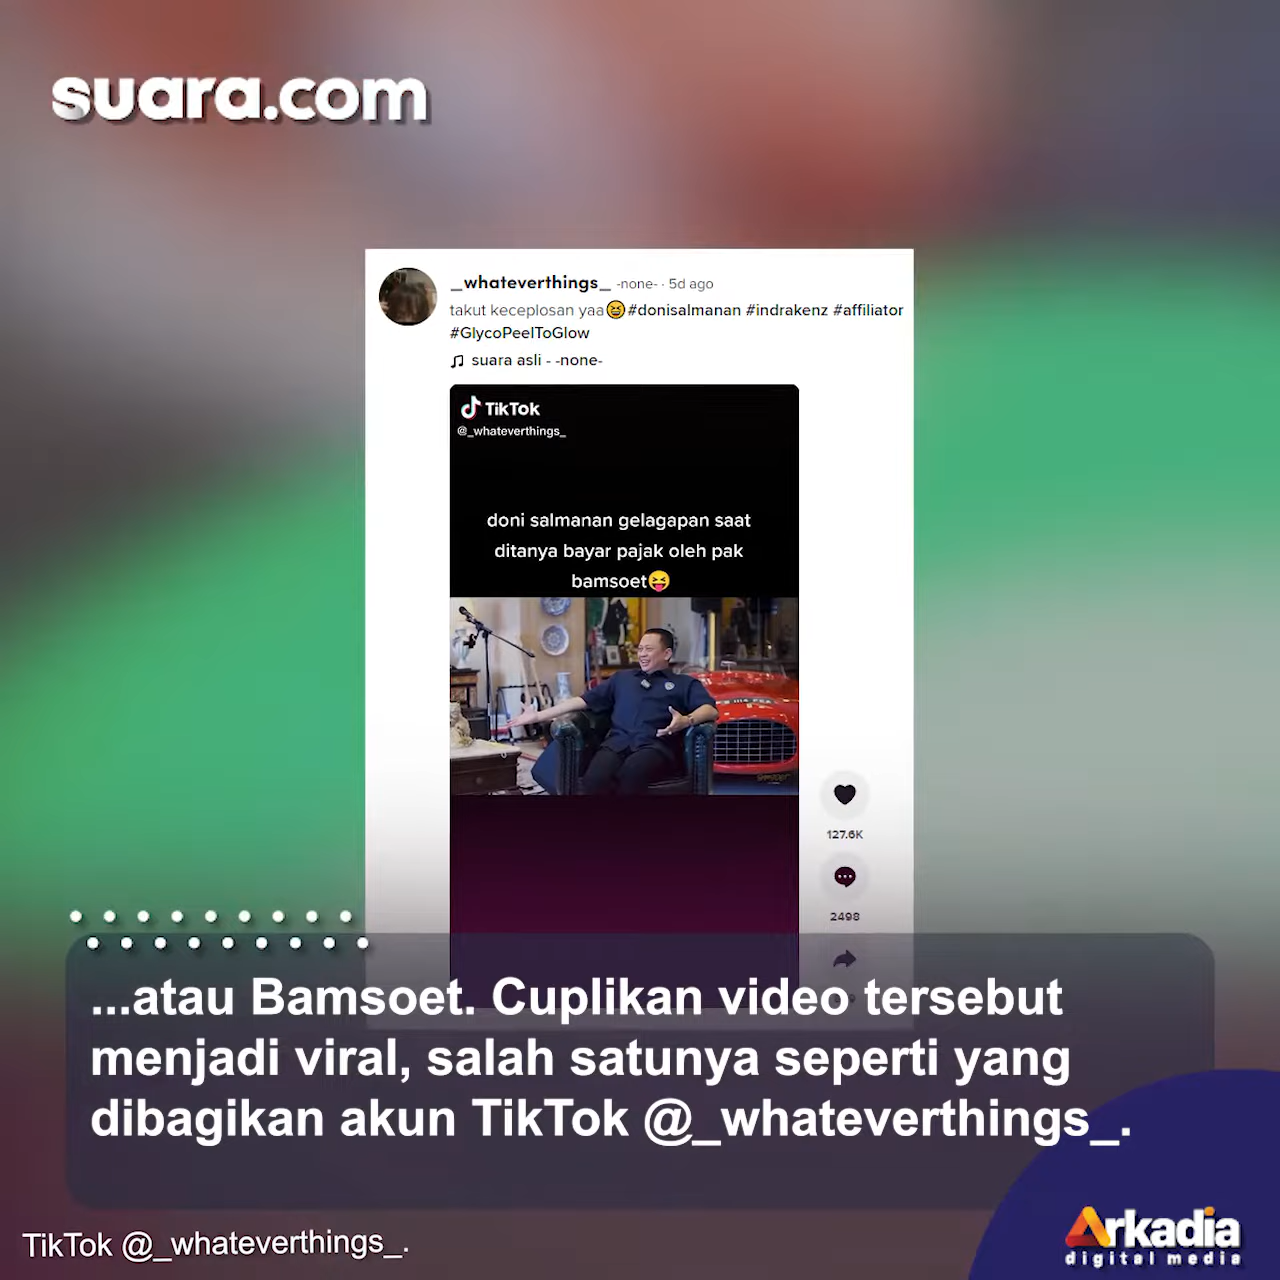 suara.com
_whateverthings_ -none- · 5d ago
takut keceplosan yaa😆#donisalmanan #indrakenz #affiliator
#GlycoPeelToGlow
suara asli - -none-
TikTok
@_whateverthings_
doni salmanan gelagapan saat
ditanya bayar pajak oleh pak
bamsoet😝
127.6K
2498
...atau Bamsoet. Cuplikan video tersebut
menjadi viral, salah satunya seperti yang
dibagikan akun TikTok @_whateverthings_.
TikTok @_whateverthings_.
Arkadia
digital media